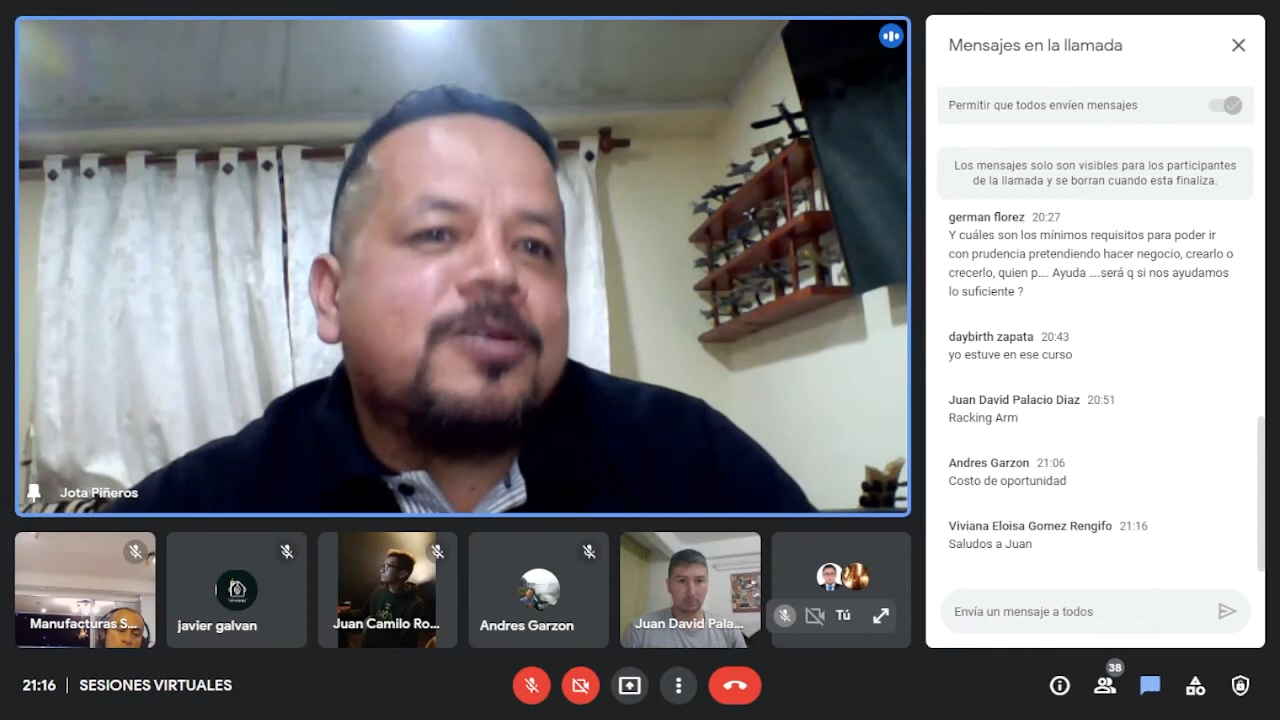 Jota Piñeros
Manufacturas S...
javier galvan
Juan Camilo Ro...
Andres Garzon
Juan David Pala...
Tú
21:16 | SESIONES VIRTUALES
Mensajes en la llamada
Permitir que todos envíen mensajes
Los mensajes solo son visibles para los participantes
de la llamada y se borran cuando esta finaliza.
german florez 20:27
Y cuáles son los mínimos requisitos para poder ir
con prudencia pretendiendo hacer negocio, crearlo o
crecerlo, quien p.... Ayuda ....será q si nos ayudamos
lo suficiente ?
daybirth zapata 20:43
yo estuve en ese curso
Juan David Palacio Diaz 20:51
Racking Arm
Andres Garzon 21:06
Costo de oportunidad
Viviana Eloisa Gomez Rengifo 21:16
Saludos a Juan
Envía un mensaje a todos
38